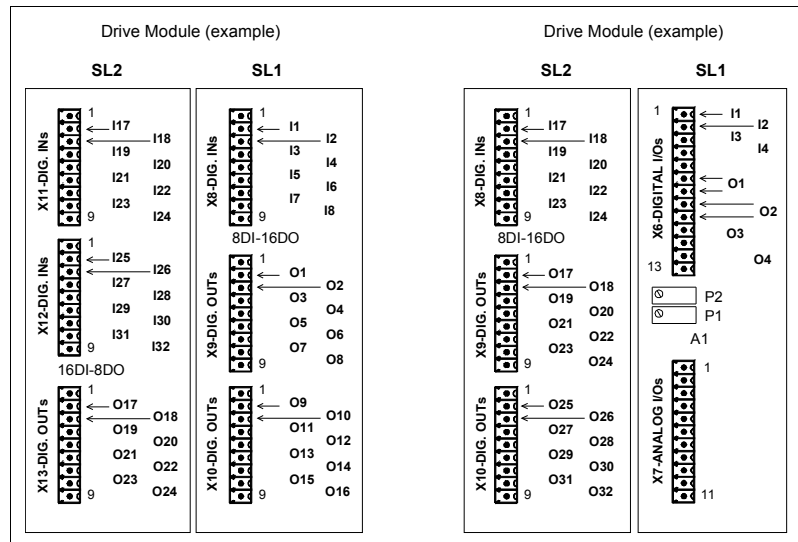 Drive Module (example)
SL2
SL1
X11-DIG. INs
1
I17
I18
I19
I20
I21
I22
I23
I24
9
X12-DIG. INs
1
I25
I26
I27
I28
I29
I30
I31
I32
9
16DI-8DO
X13-DIG. OUTs
1
O17
O18
O19
O20
O21
O22
O23
O24
9
X8-DIG. INs
1
I1
I2
I3
I4
I5
I6
I7
I8
9
8DI-16DO
X9-DIG. OUTs
1
O1
O2
O3
O4
O5
O6
O7
O8
9
X10-DIG. OUTs
1
O9
O10
O11
O12
O13
O14
O15
O16
9
Drive Module (example)
SL2
SL1
X8-DIG. INs
1
I17
I18
I19
I20
I21
I22
I23
I24
9
8DI-16DO
X9-DIG. OUTs
1
O17
O18
O19
O20
O21
O22
O23
O24
9
X10-DIG. OUTs
1
O25
O26
O27
O28
O29
O30
O31
O32
9
X6-DIGITAL I/Os
1
I1
I2
I3
I4
O1
O2
O3
O4
13
P2
P1
A1
X7-ANALOG I/Os
1
11